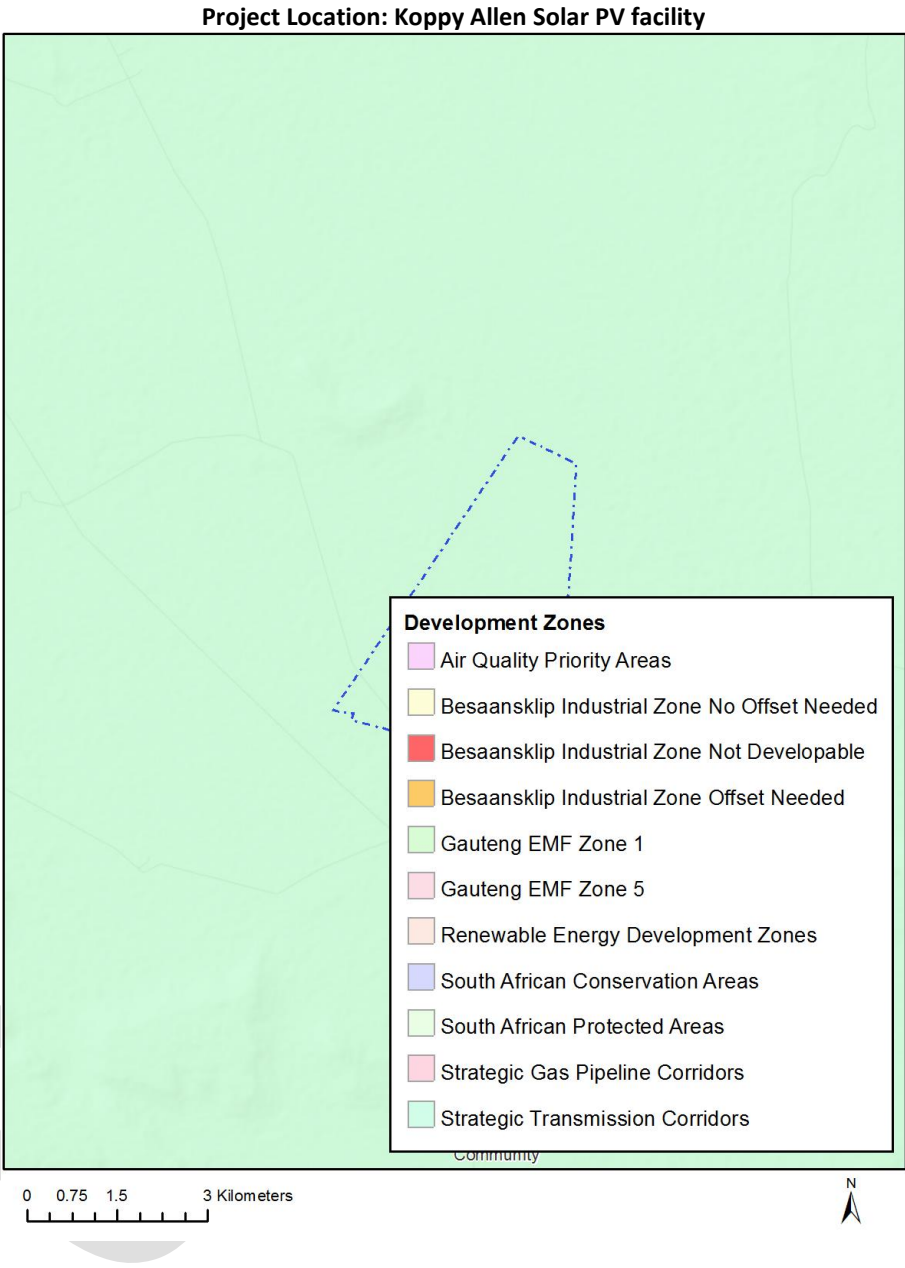 Project Location: Koppy Allen Solar PV facility
Development Zones
Air Quality Priority Areas
Besaansklip Industrial Zone No Offset Needed
Besaansklip Industrial Zone Not Developable
Besaansklip Industrial Zone Offset Needed
Gauteng EMF Zone 1
Gauteng EMF Zone 5
Renewable Energy Development Zones
South African Conservation Areas
South African Protected Areas
Strategic Gas Pipeline Corridors
Strategic Transmission Corridors
Community
0 0.75 1.5 3 Kilometers
N